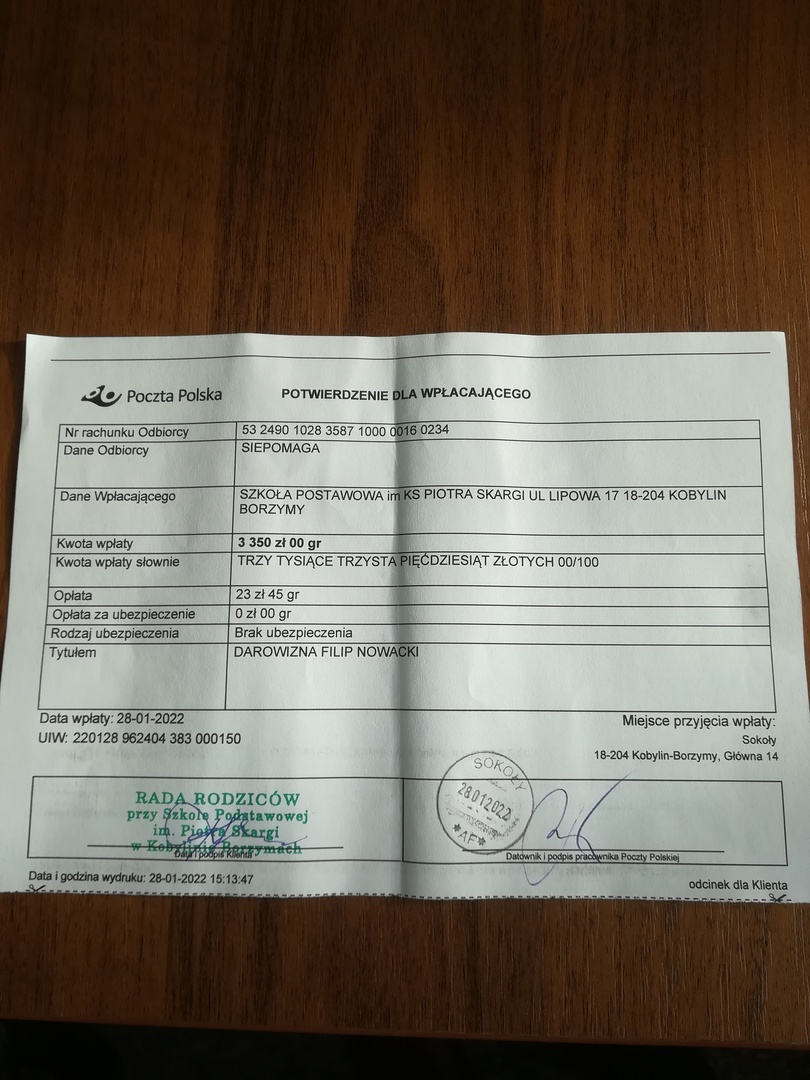 Poczta Polska
POTWIERDZENIE DLA WPŁACAJĄCEGO
Nr rachunku Odbiorcy 53 2490 1028 3587 1000 0016 0234
Dane Odbiorcy SIEPOMAGA
Dane Wpłacającego SZKOŁA POSTAWOWA im KS PIOTRA SKARGI UL LIPOWA 17 18-204 KOBYLIN
BORZYMY
Kwota wpłaty 3 350 zł 00 gr
Kwota wpłaty słownie TRZY TYSIĄCE TRZYSTA PIĘĆDZIESIĄT ZŁOTYCH 00/100
Opłata 23 zł 45 gr
Opłata za ubezpieczenie 0 zł 00 gr
Rodzaj ubezpieczenia Brak ubezpieczenia
Tytułem DAROWIZNA FILIP NOWACKI
Data wpłaty: 28-01-2022
UIW: 220128 962404 383 000150
Miejsce przyjęcia wpłaty:
Sokoły
18-204 Kobylin-Borzymy, Główna 14
RADA RODZICÓW
przy Szkole Podstawowej
im. Piotra Skargi
w Kobylinie Borzymach
Data i podpis Klienta
SOKOŁY
28.01.2022
*AF*
Datownik i podpis pracownika Poczty Polskiej
Data i godzina wydruku: 28-01-2022 15:13:47
odcinek dla Klienta